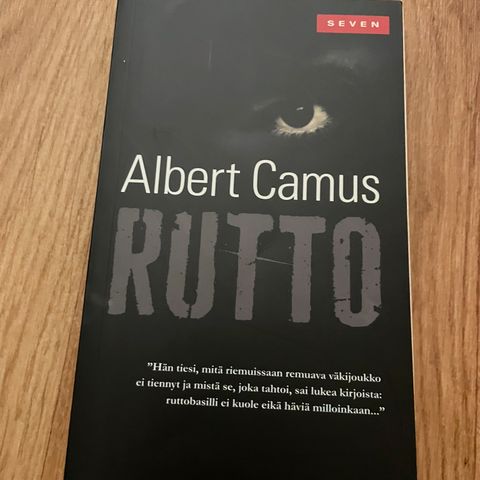 SEVEN
Albert Camus
RUTTO
”Hän tiesi, mitä riemuissaan remuava väkijoukko
ei tiennyt ja mistä se, joka tahtoi, sai lukea kirjoista:
ruttobasilli ei kuole eikä häviä milloinkaan...”